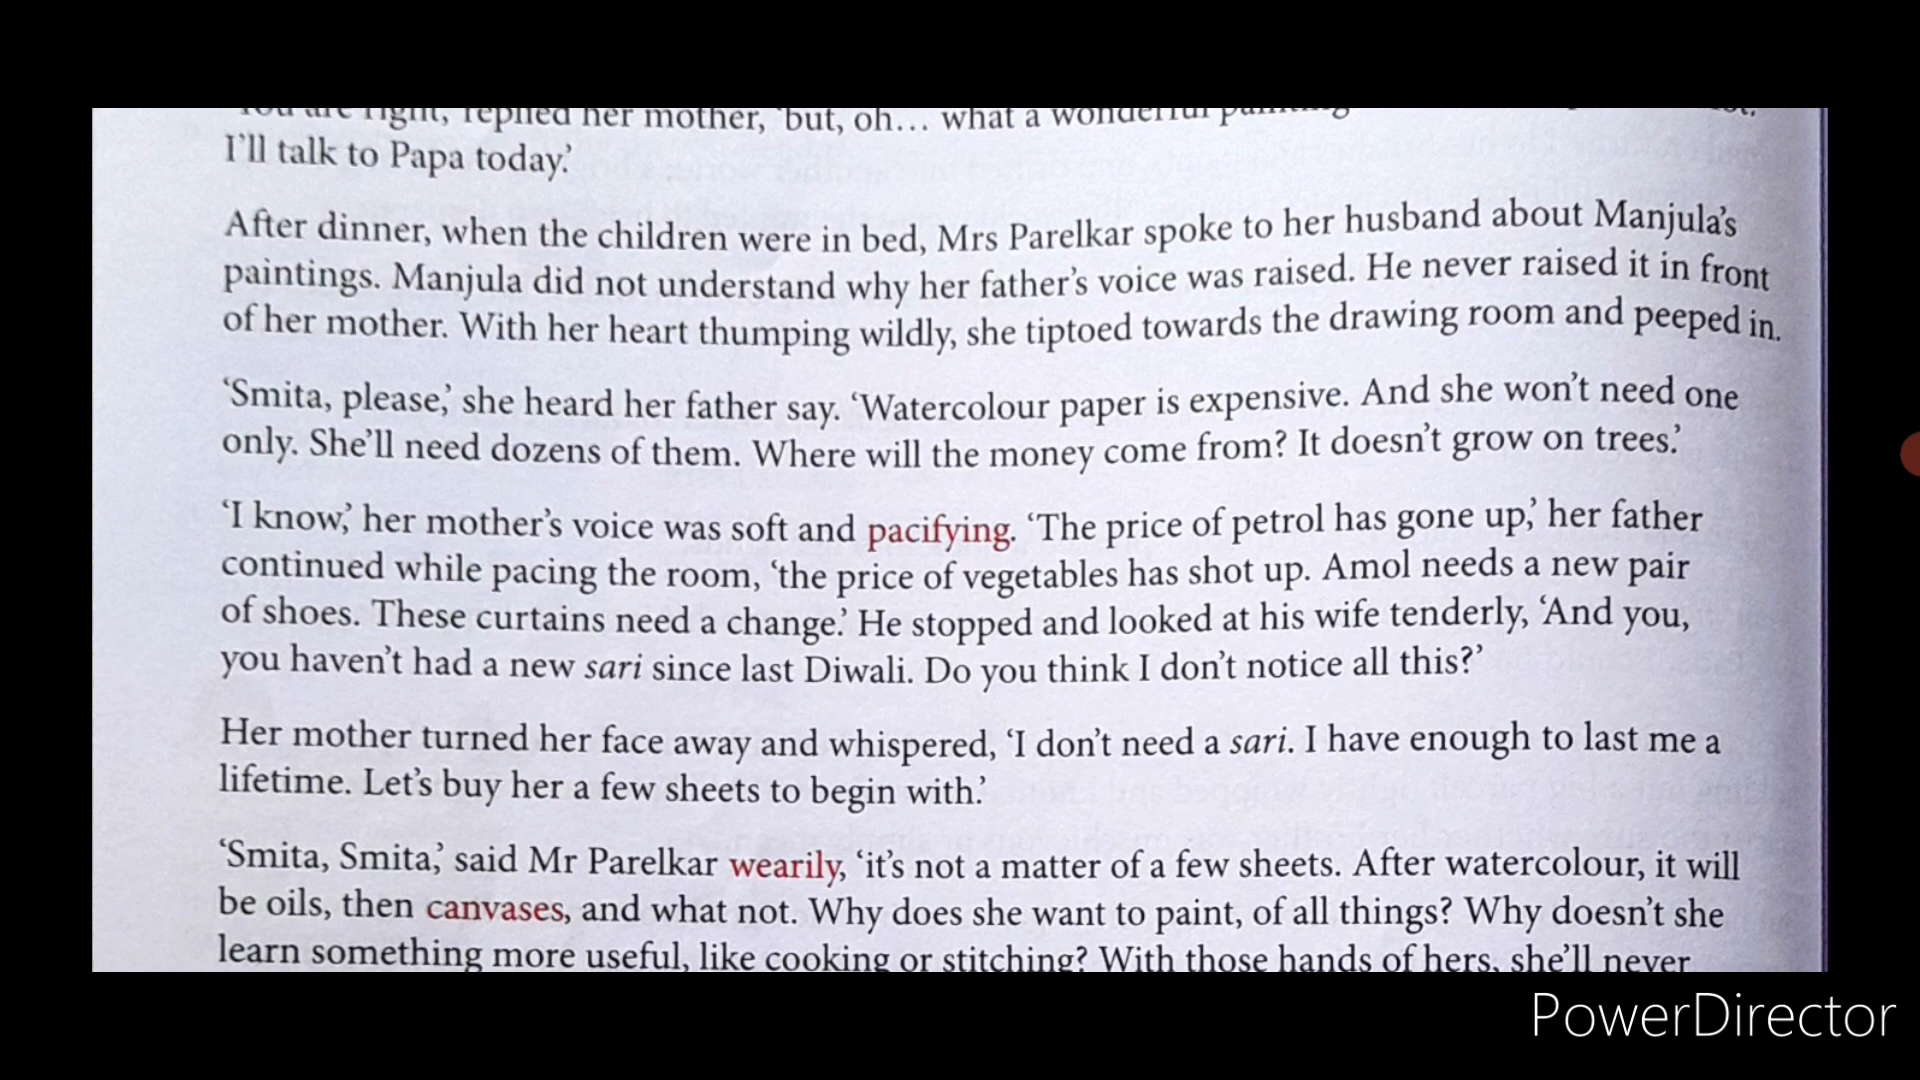 You are right, replied her mother, 'but, oh... what a wonderful painting
I'll talk to Papa today.'
After dinner, when the children were in bed, Mrs Parelkar spoke to her husband about Manjula's
paintings. Manjula did not understand why her father's voice was raised. He never raised it in front
of her mother. With her heart thumping wildly, she tiptoed towards the drawing room and peeped in.
'Smita, please,' she heard her father say. 'Watercolour paper is expensive. And she won't need one
only. She'll need dozens of them. Where will the money come from? It doesn't grow on trees.'
'I know,' her mother's voice was soft and pacifying. 'The price of petrol has gone up,' her father
continued while pacing the room, 'the price of vegetables has shot up. Amol needs a new pair
of shoes. These curtains need a change.' He stopped and looked at his wife tenderly, 'And you,
you haven't had a new sari since last Diwali. Do you think I don't notice all this?'
Her mother turned her face away and whispered, 'I don't need a sari. I have enough to last me a
lifetime. Let's buy her a few sheets to begin with.'
'Smita, Smita,' said Mr Parelkar wearily, 'it's not a matter of a few sheets. After watercolour, it will
be oils, then canvases, and what not. Why does she want to paint, of all things? Why doesn't she
learn something more useful, like cooking or stitching? With those hands of hers, she'll never
PowerDirector